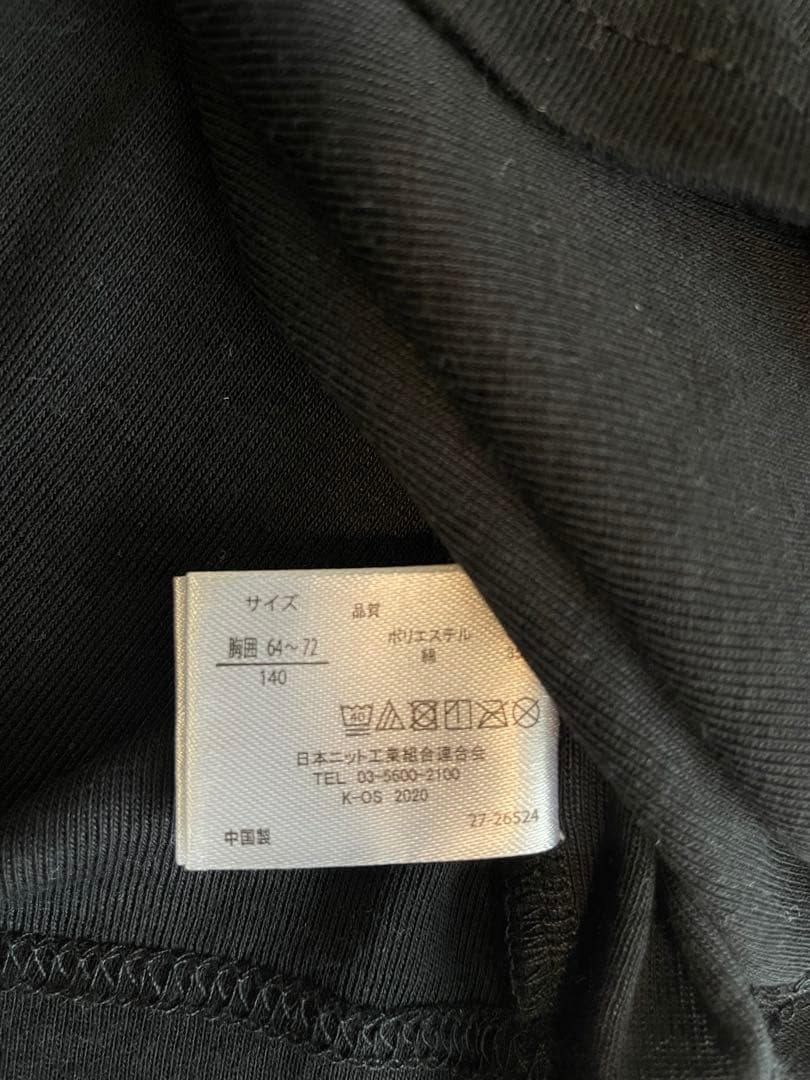 サイズ
胸囲 64~72
140
品質
ポリエステル
綿
40
日本ニット工業組合連合会
TEL 03-5600-2100
K-OS 2020
27-26524
中国製